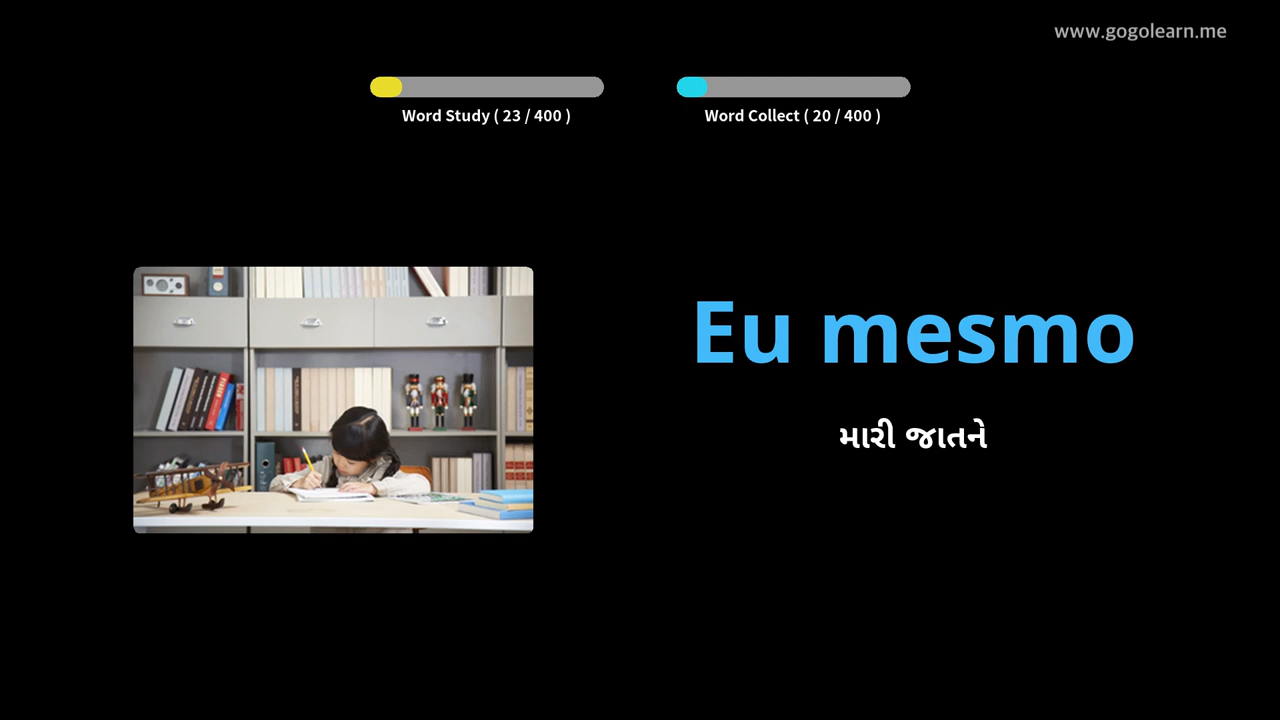 www.gogolearn.me
Word Study ( 23 / 400 )
Word Collect ( 20 / 400 )
Eu mesmo
મારી જાતને